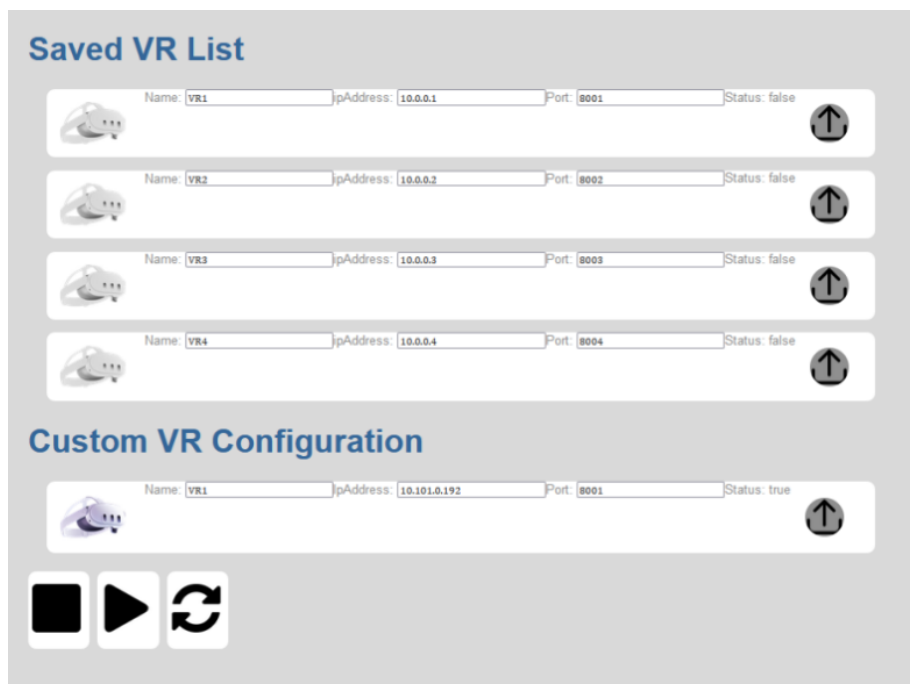 Saved VR List
Name: VR1 ipAddress: 10.0.0.1 Port: 8001 Status: false
Name: VR2 ipAddress: 10.0.0.2 Port: 8002 Status: false
Name: VR3 ipAddress: 10.0.0.3 Port: 8003 Status: false
Name: VR4 ipAddress: 10.0.0.4 Port: 8004 Status: false
Custom VR Configuration
Name: VR1 IpAddress: 10.101.0.192 Port: 8001 Status: true